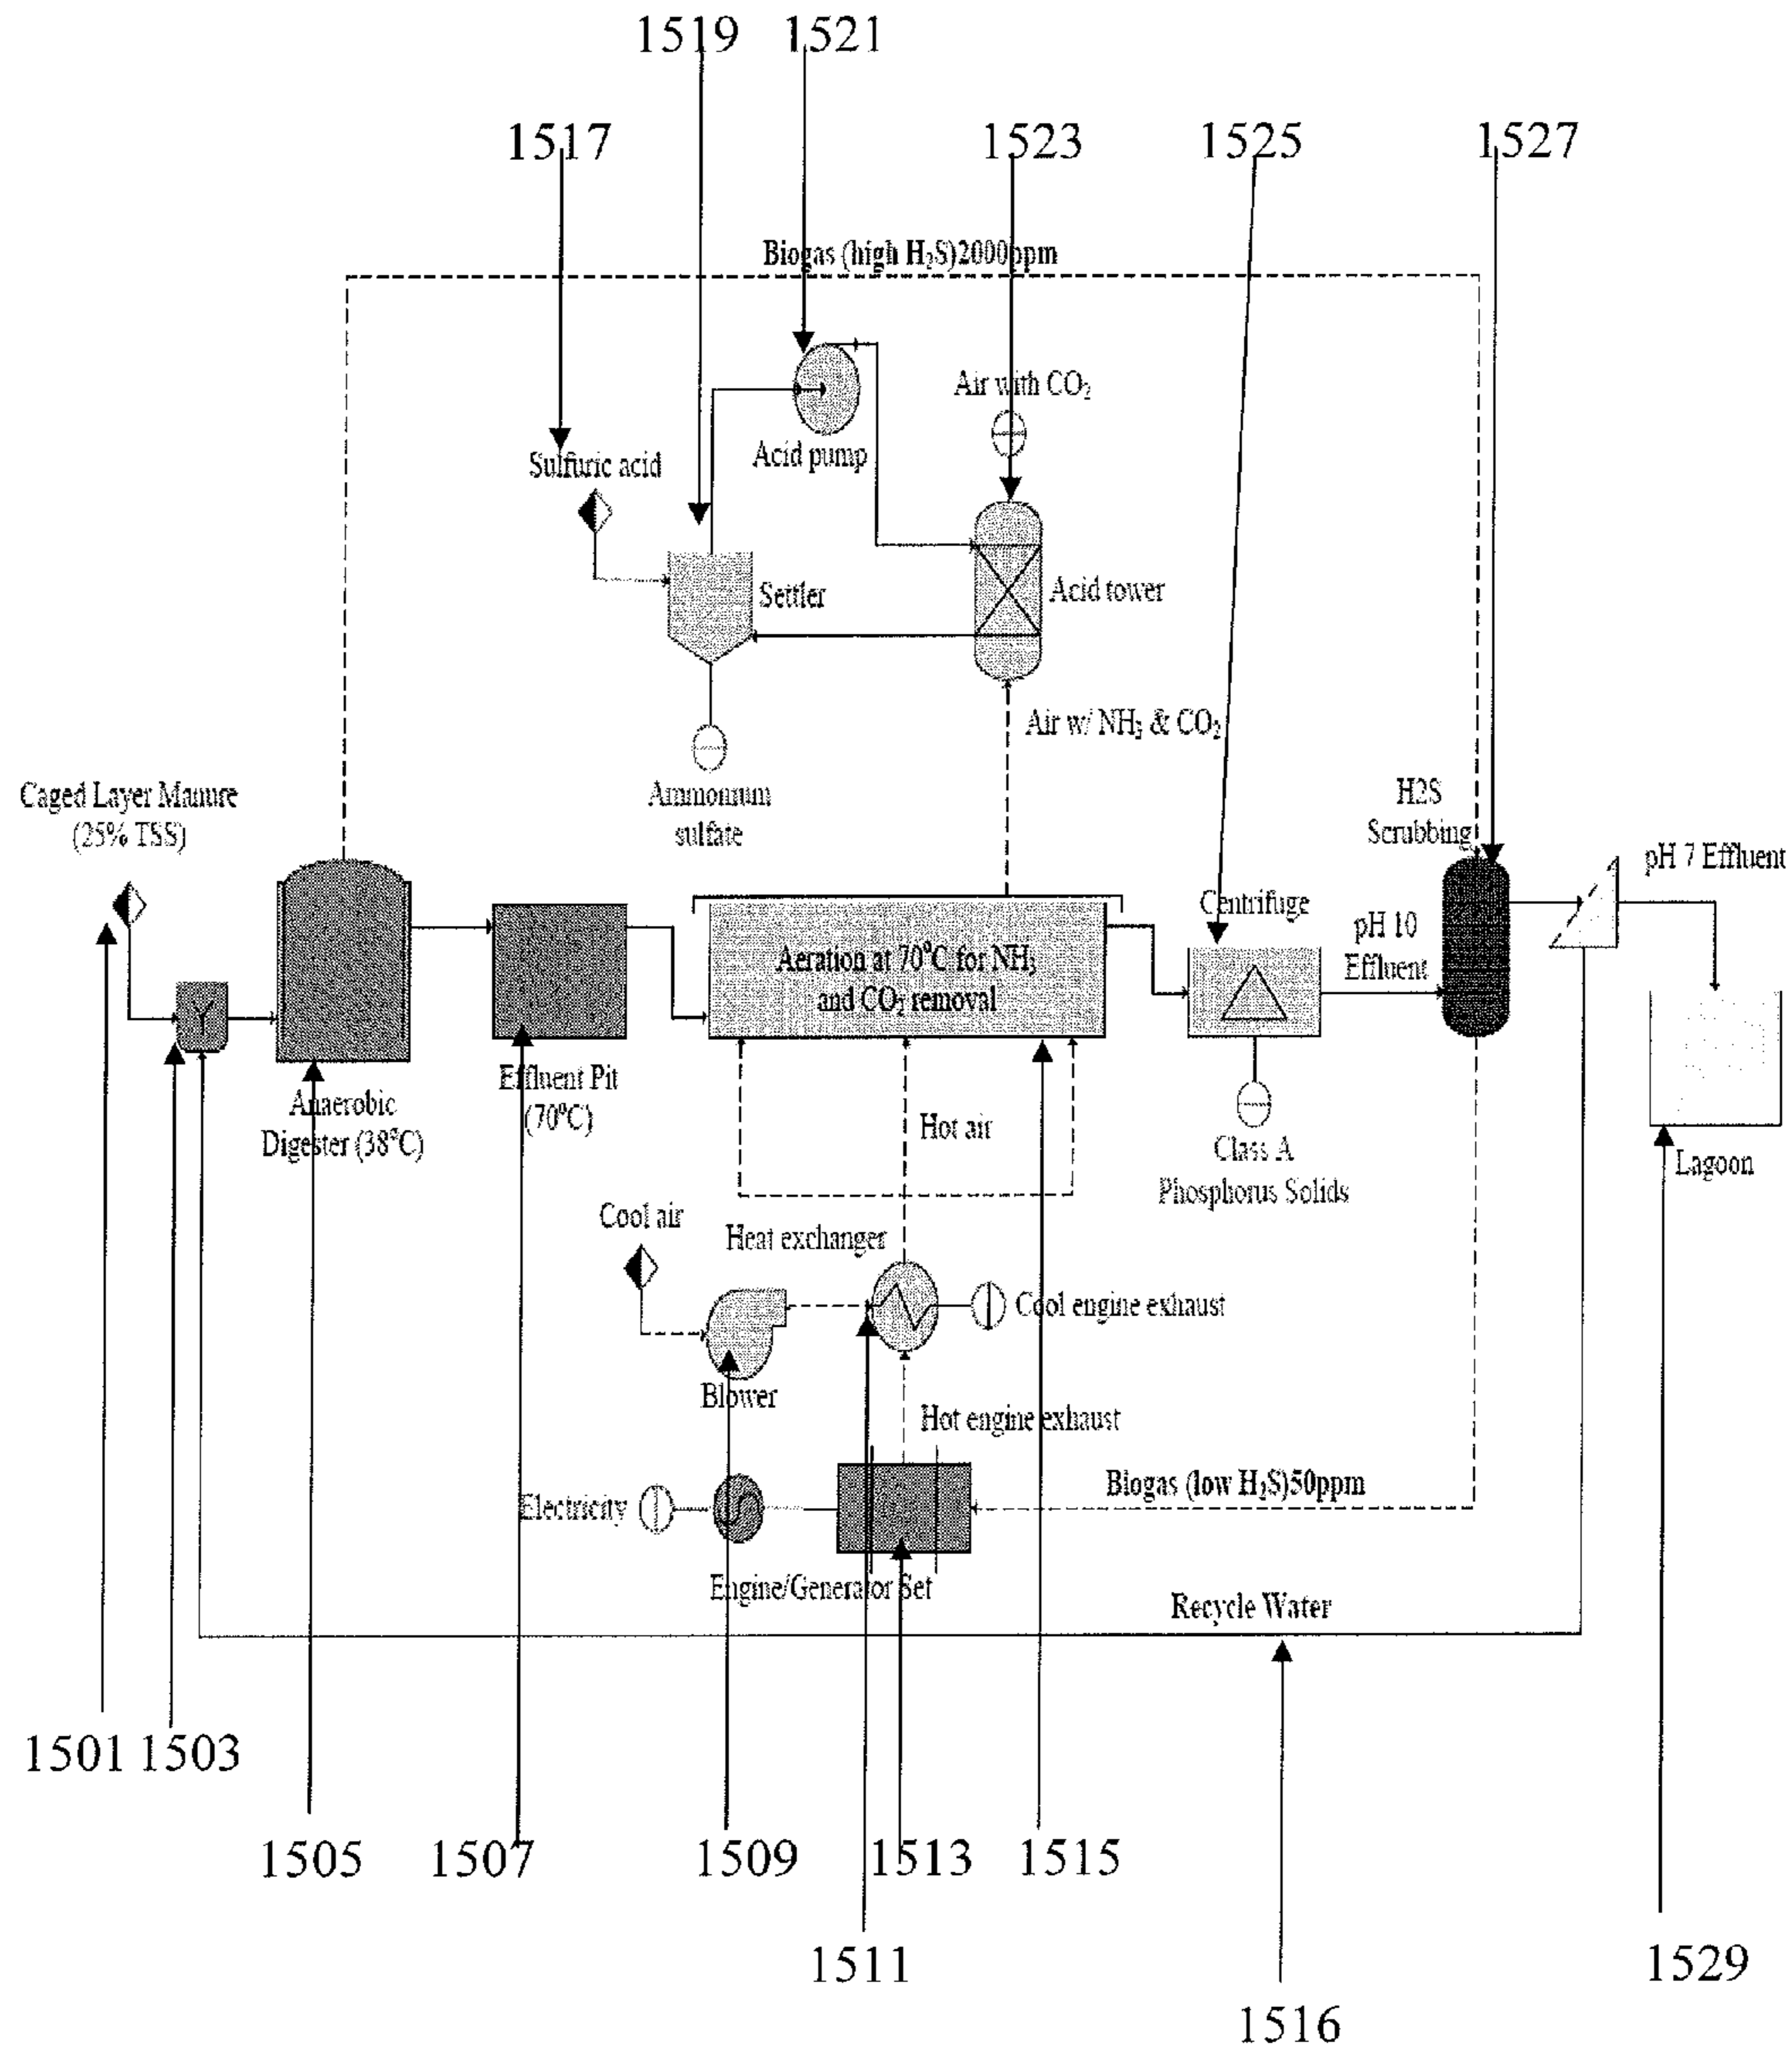 1519 1521
1517 1523 1525 1527
Biogas (high H₂S)2000ppm
Air with CO₂
Acid pump
Sulfuric acid
Settler
Acid tower
Air w/ NH₃ & CO₂
Ammonium
sulfate
Caged Layer Manure
(25% TSS)
H2S
Scrubbing
pH 7 Effluent
Centrifuge
pH 10
Effluent
Aeration at 70°C for NH₃
and CO₂ removal
Y
Effluent Pit
(70°C)
Anaerobic
Digester (38°C)
Hot air
Class A
Phosphorus Solids
Lagoon
Cool air
Heat exchanger
Cool engine exhaust
Blower
Hot engine exhaust
Biogas (low H₂S)50ppm
Electricity
Engine/Generator Set
Recycle Water
1501 1503
1505 1507 1509 1513 1515
1511 1529
1516